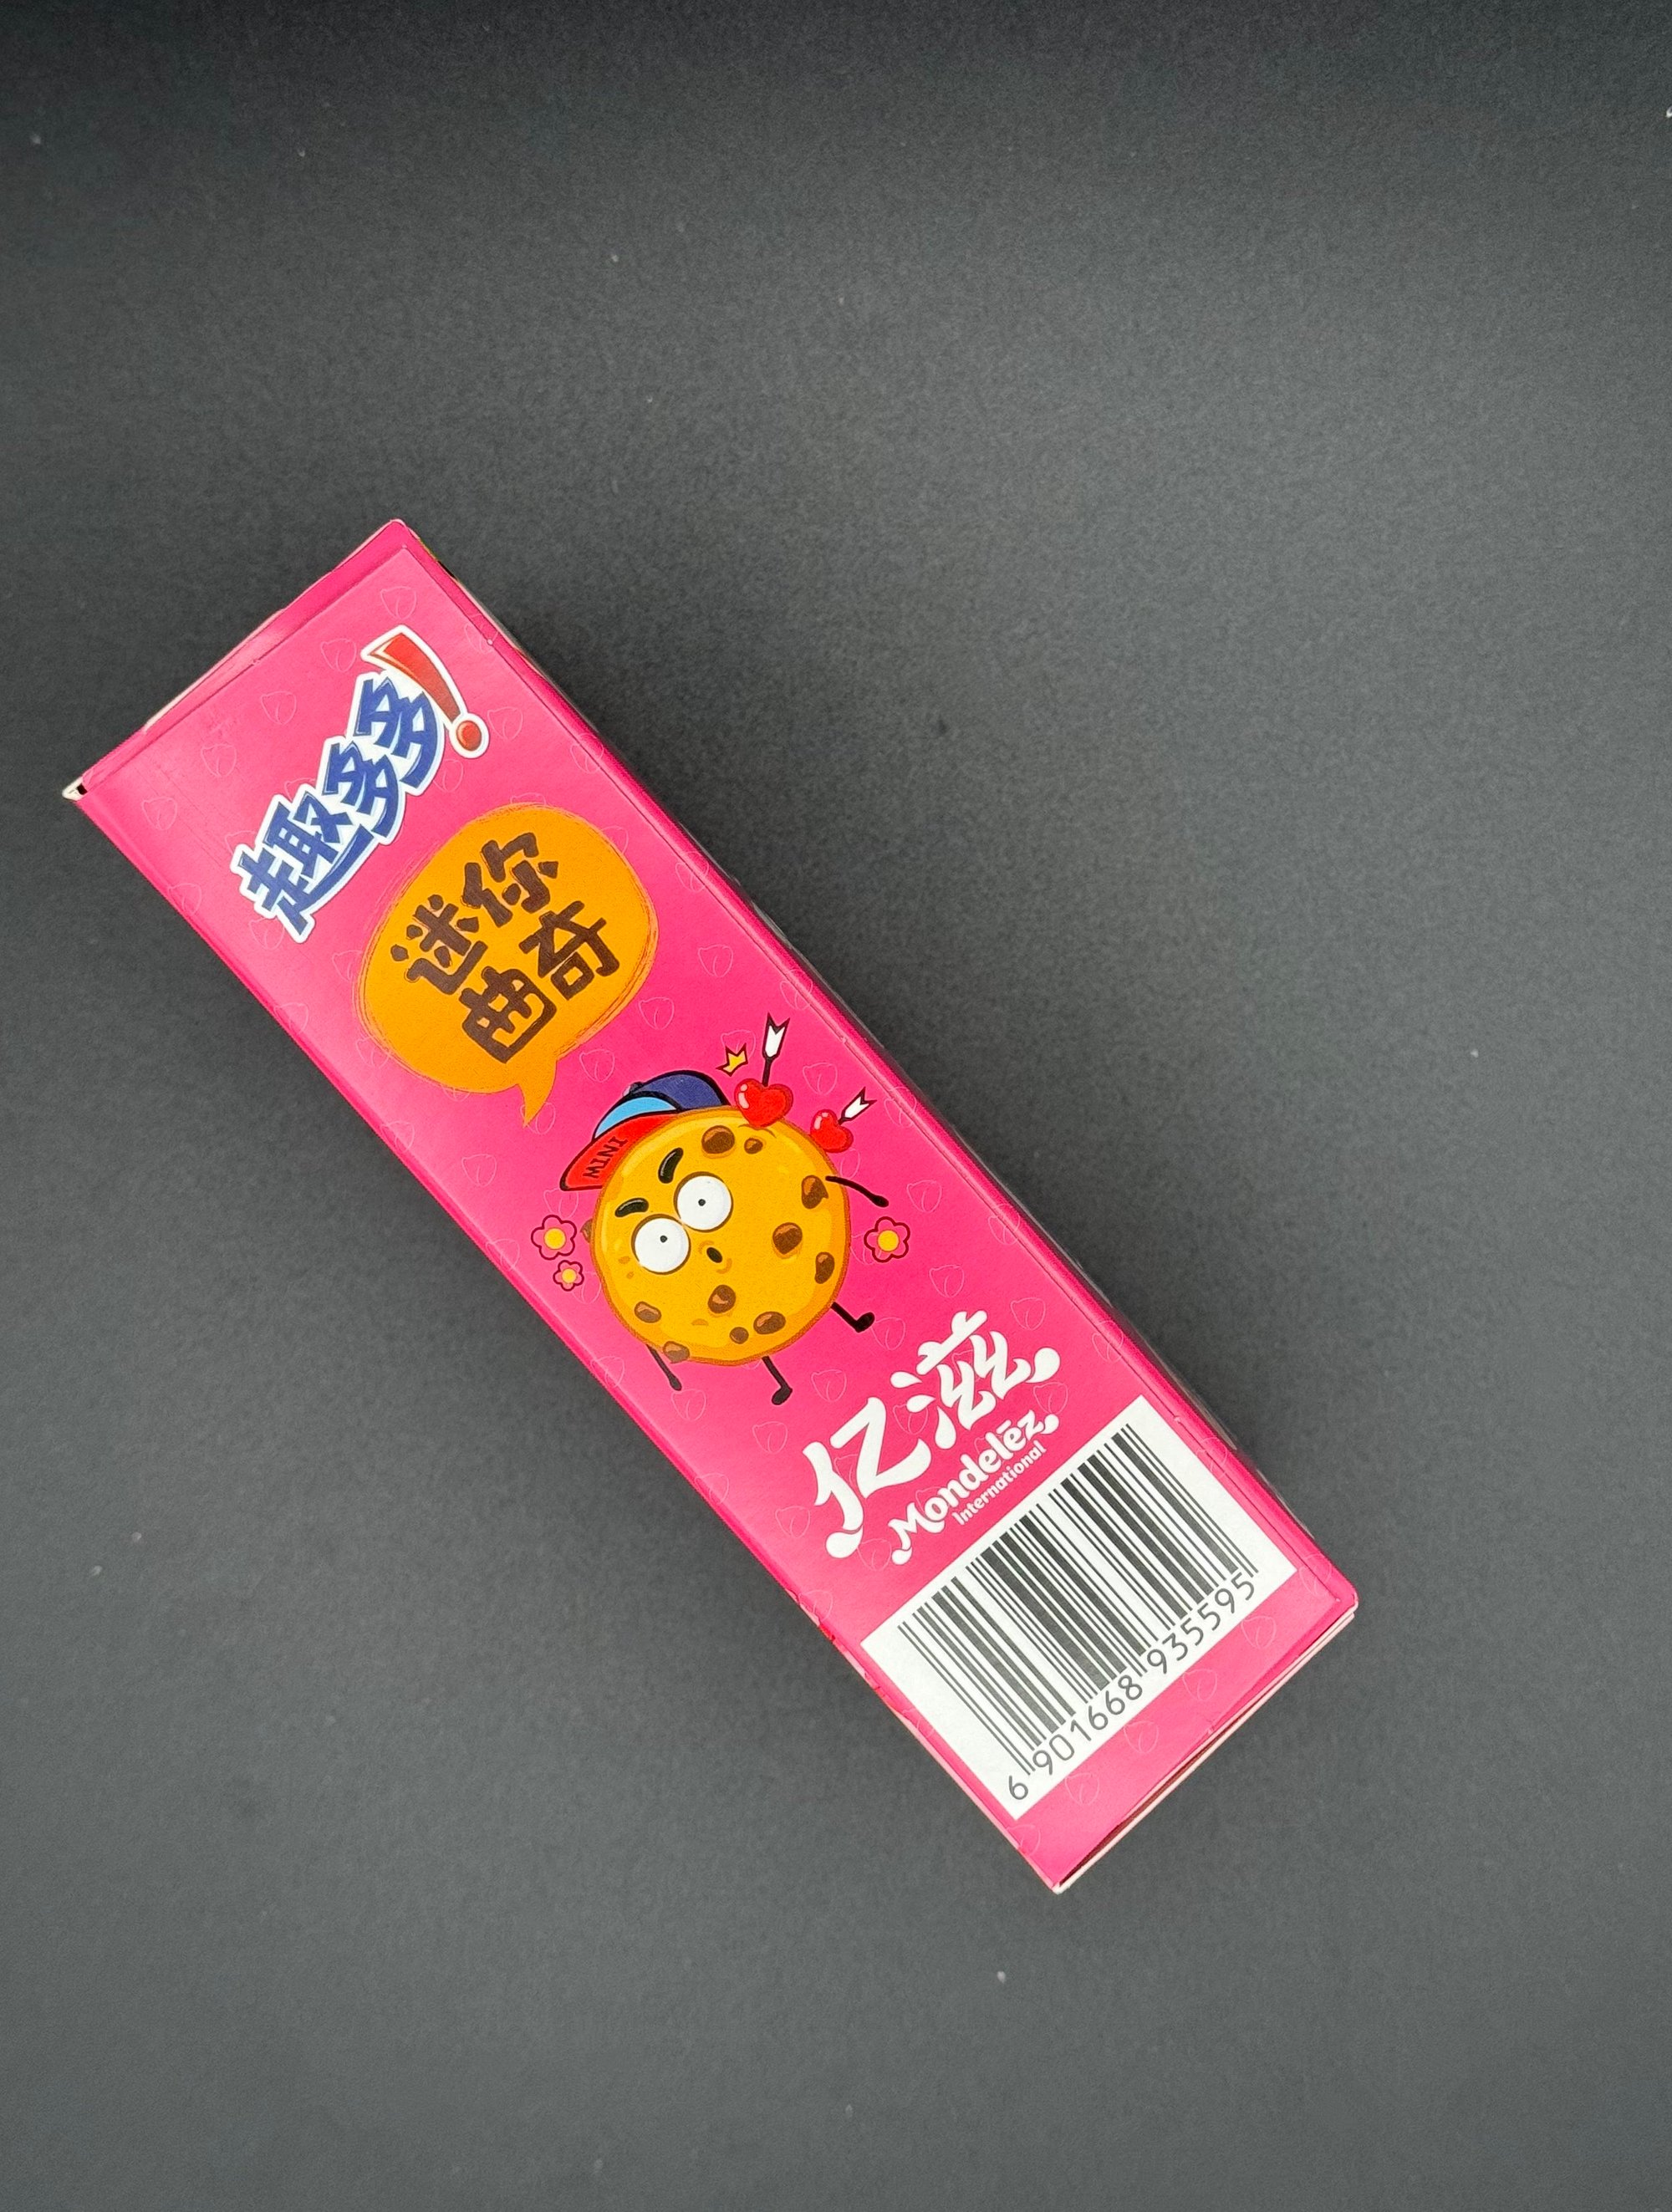 趣多多!
迷你
曲奇
MINI
亿滋
Mondelēz
International
6 901668 935595